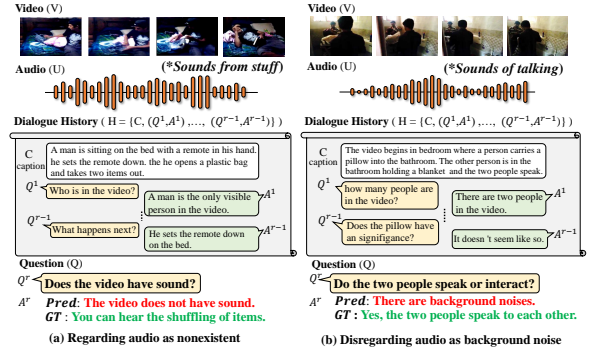 Video (V)
(*Sounds from stuff)
Audio (U)
Dialogue History ( H = {C, (Q¹,A¹) ,…, (Qʳ⁻¹,Aʳ⁻¹)} )
C
caption
A man is sitting on the bed with a remote in his hand.
he sets the remote down. the he opens a plastic bag
and takes two items out.
Q¹
Who is in the video?
A man is the only visible
person in the video.
A¹
Qʳ⁻¹
What happens next?
He sets the remote down
on the bed.
Aʳ⁻¹
Question (Q)
Qʳ
Does the video have sound?
Aʳ
Pred: The video does not have sound.
GT : You can hear the shuffling of items.
(a) Regarding audio as nonexistent
Video (V)
(*Sounds of talking)
Audio (U)
Dialogue History ( H = {C, (Q¹,A¹) ,…, (Qʳ⁻¹,Aʳ⁻¹)} )
C
caption
The video begins in bedroom where a person carries a
pillow into the bathroom. The other person is in the
bathroom holding a blanket and the two people speak.
Q¹
how many people are
in the video?
There are two people
in the video.
A¹
Qʳ⁻¹
Does the pillow have
an signifigance?
It doesn 't seem like so.
Aʳ⁻¹
Question (Q)
Qʳ
Do the two people speak or interact?
Aʳ
Pred: There are background noises.
GT : Yes, the two people speak to each other.
(b) Disregarding audio as background noise